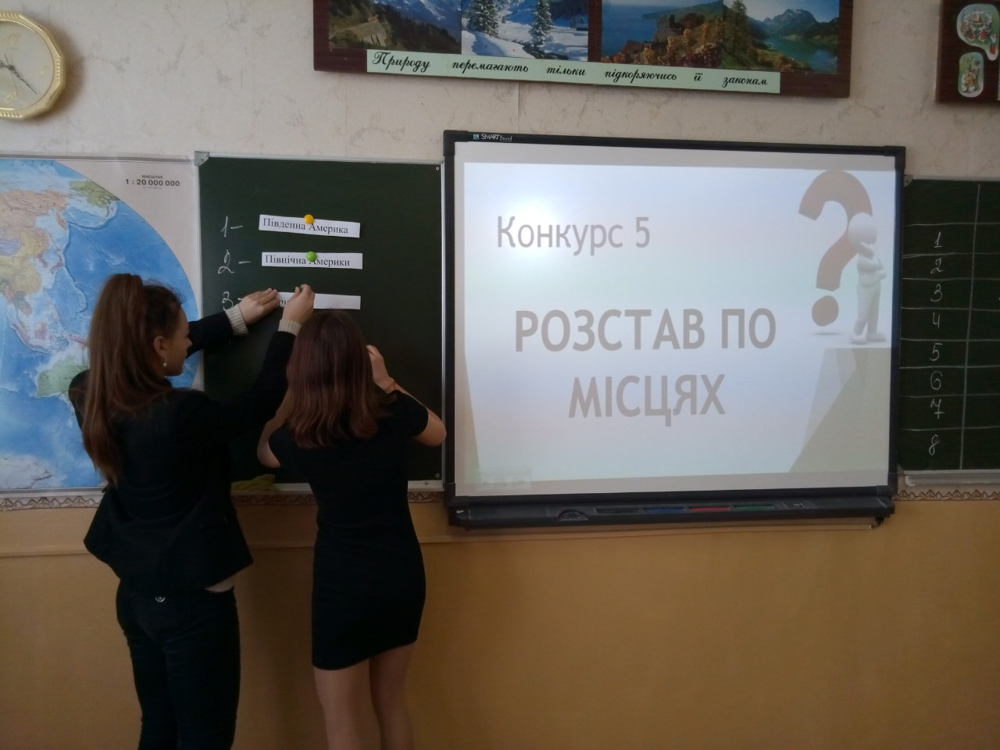 Природу перемагають тільки підкоряючись її законам
МАСШТАБ
1 : 20 000 000
SMART Board
1- Південна Америка
2- Північна Америки
3-
Конкурс 5
РОЗСТАВ ПО
МІСЦЯХ
1
2
3
4
5
6
7
8